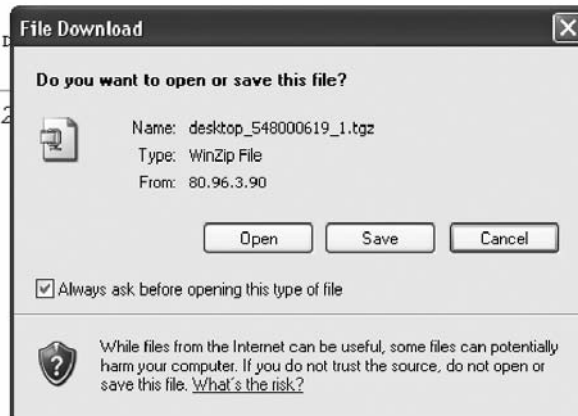 File Download
Do you want to open or save this file?
Name: desktop_548000619_1.tgz
Type: WinZip File
From: 80.96.3.90
Open Save Cancel
Always ask before opening this type of file
While files from the Internet can be useful, some files can potentially
harm your computer. If you do not trust the source, do not open or
save this file. What's the risk?